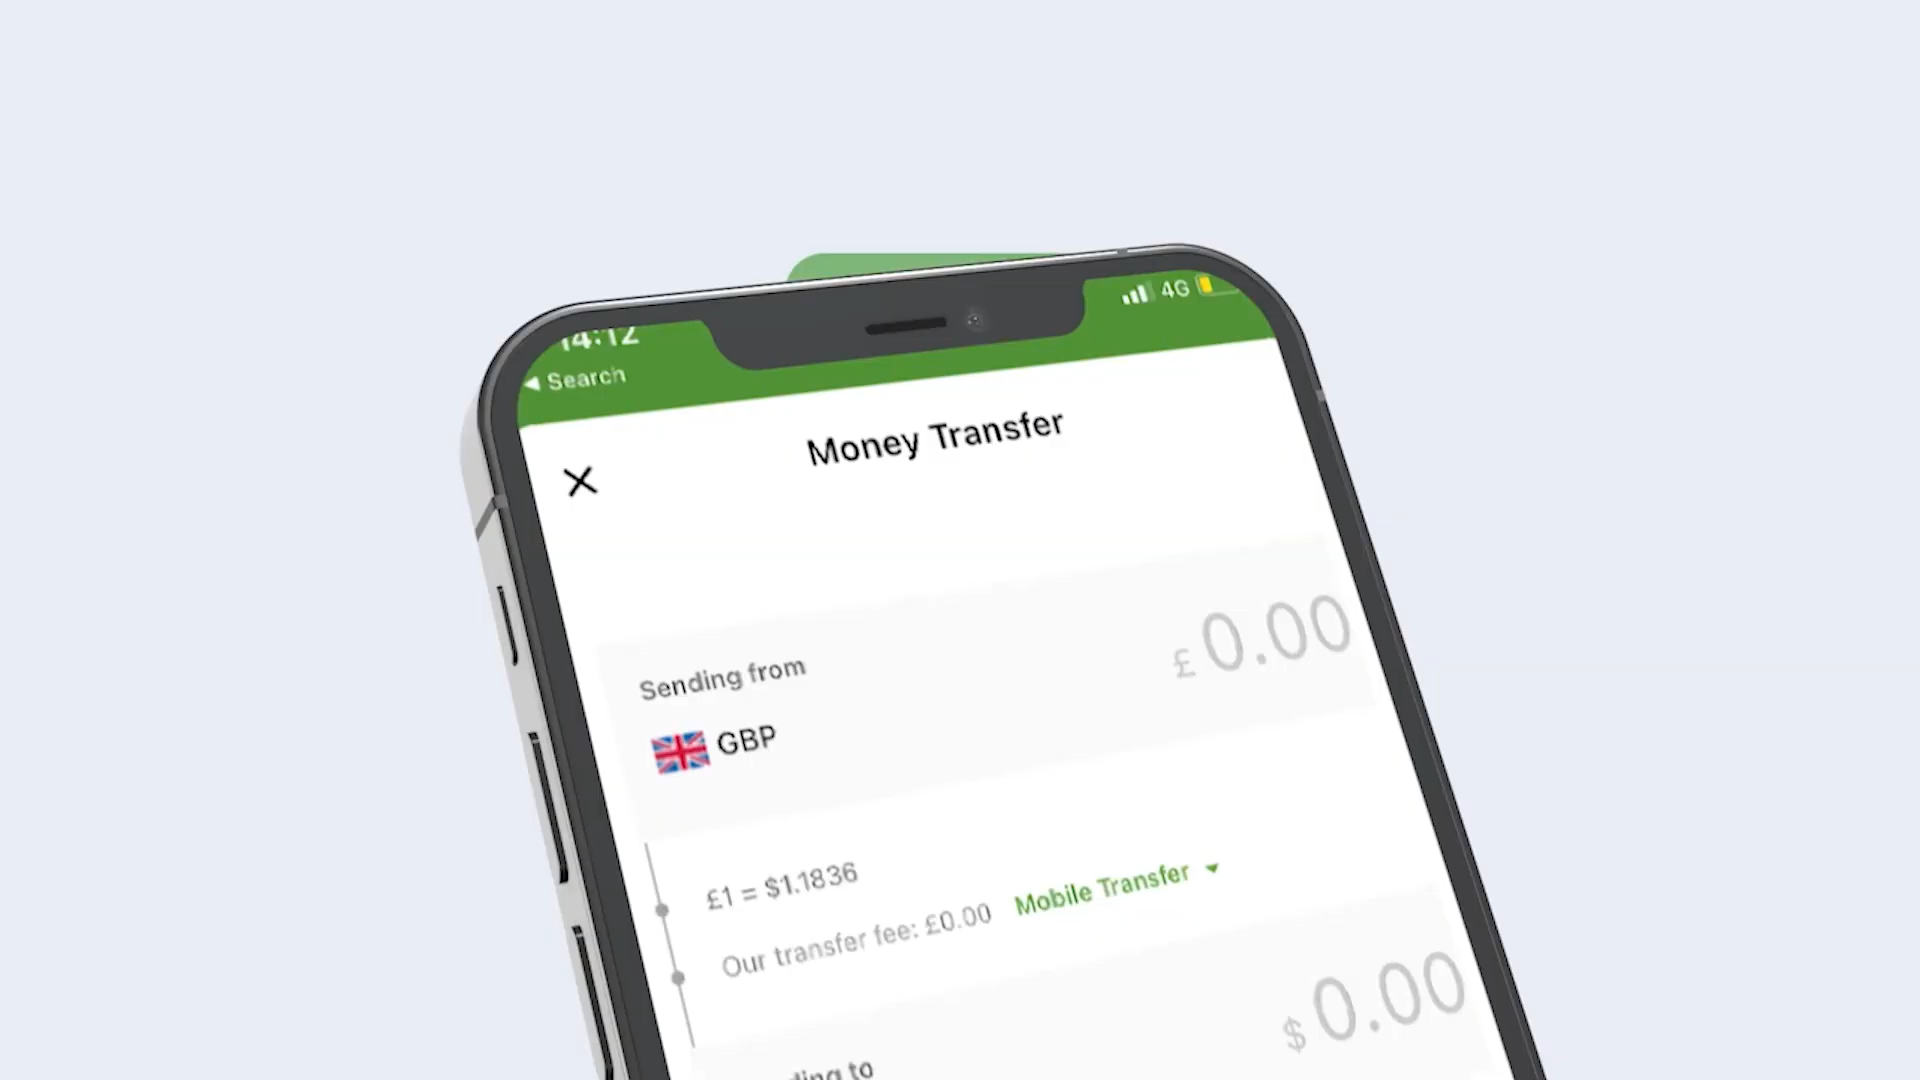 14:12
4G
Search
Money Transfer
Sending from
£ 0.00
GBP
£1 = $1.1836
Our transfer fee: £0.00 Mobile Transfer
$ 0.00
to